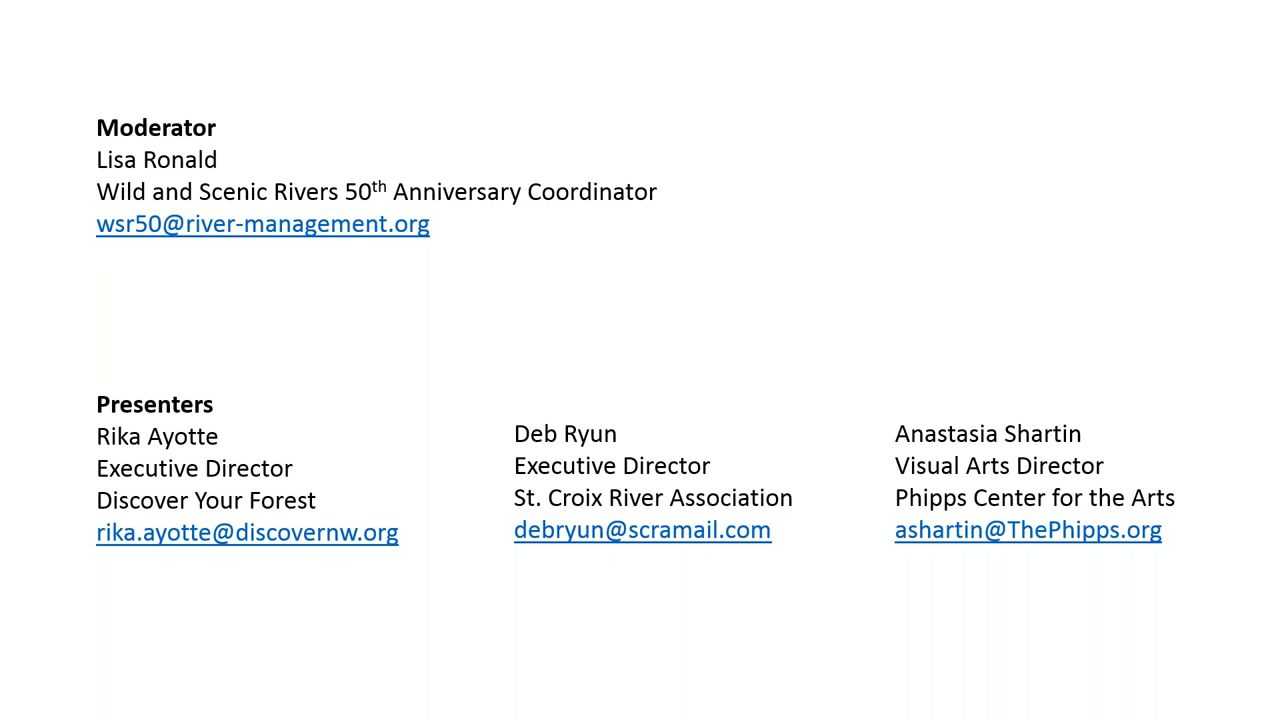 Moderator
Lisa Ronald
Wild and Scenic Rivers 50th Anniversary Coordinator
wsr50@river-management.org
Presenters
Rika Ayotte
Executive Director
Discover Your Forest
rika.ayotte@discovernw.org
Deb Ryun
Executive Director
St. Croix River Association
debryun@scramail.com
Anastasia Shartin
Visual Arts Director
Phipps Center for the Arts
ashartin@ThePhipps.org